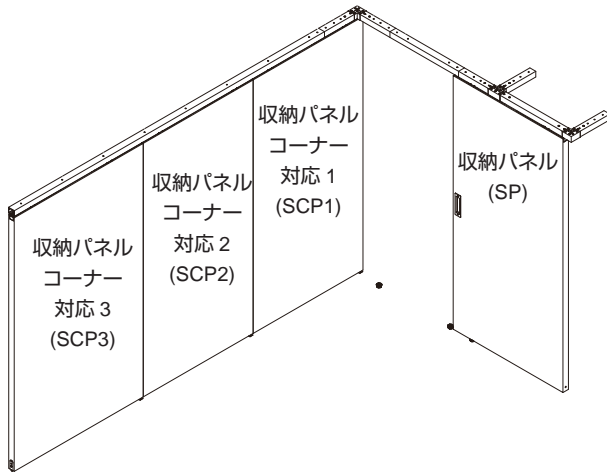 収納パネル
コーナー
対応 1
(SCP1)
収納パネル
コーナー
対応 2
(SCP2)
収納パネル
コーナー
対応 3
(SCP3)
収納パネル
(SP)